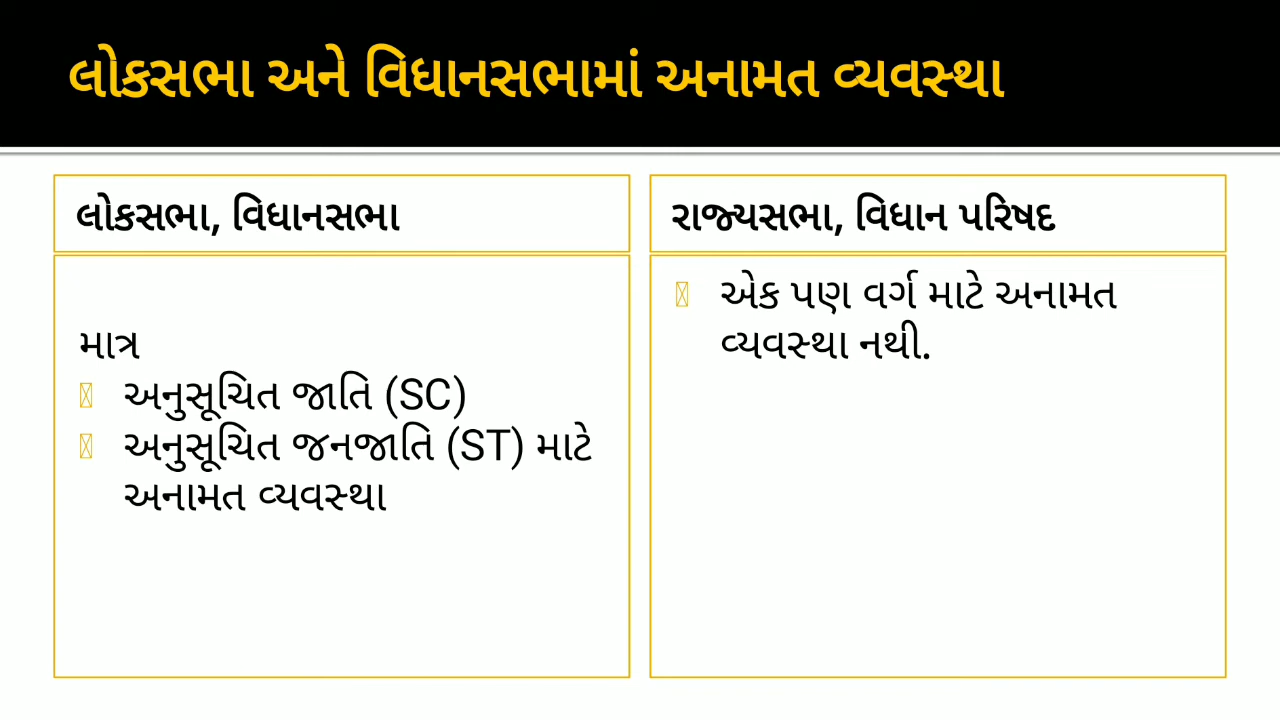 લોકસભા અને વિધાનસભામાં અનામત વ્યવસ્થા
લોકસભા, વિધાનસભા
માત્ર
અનુસૂચિત જાતિ (SC)
અનુસૂચિત જનજાતિ (ST) માટે
અનામત વ્યવસ્થા
રાજ્યસભા, વિધાન પરિષદ
એક પણ વર્ગ માટે અનામત
વ્યવસ્થા નથી.